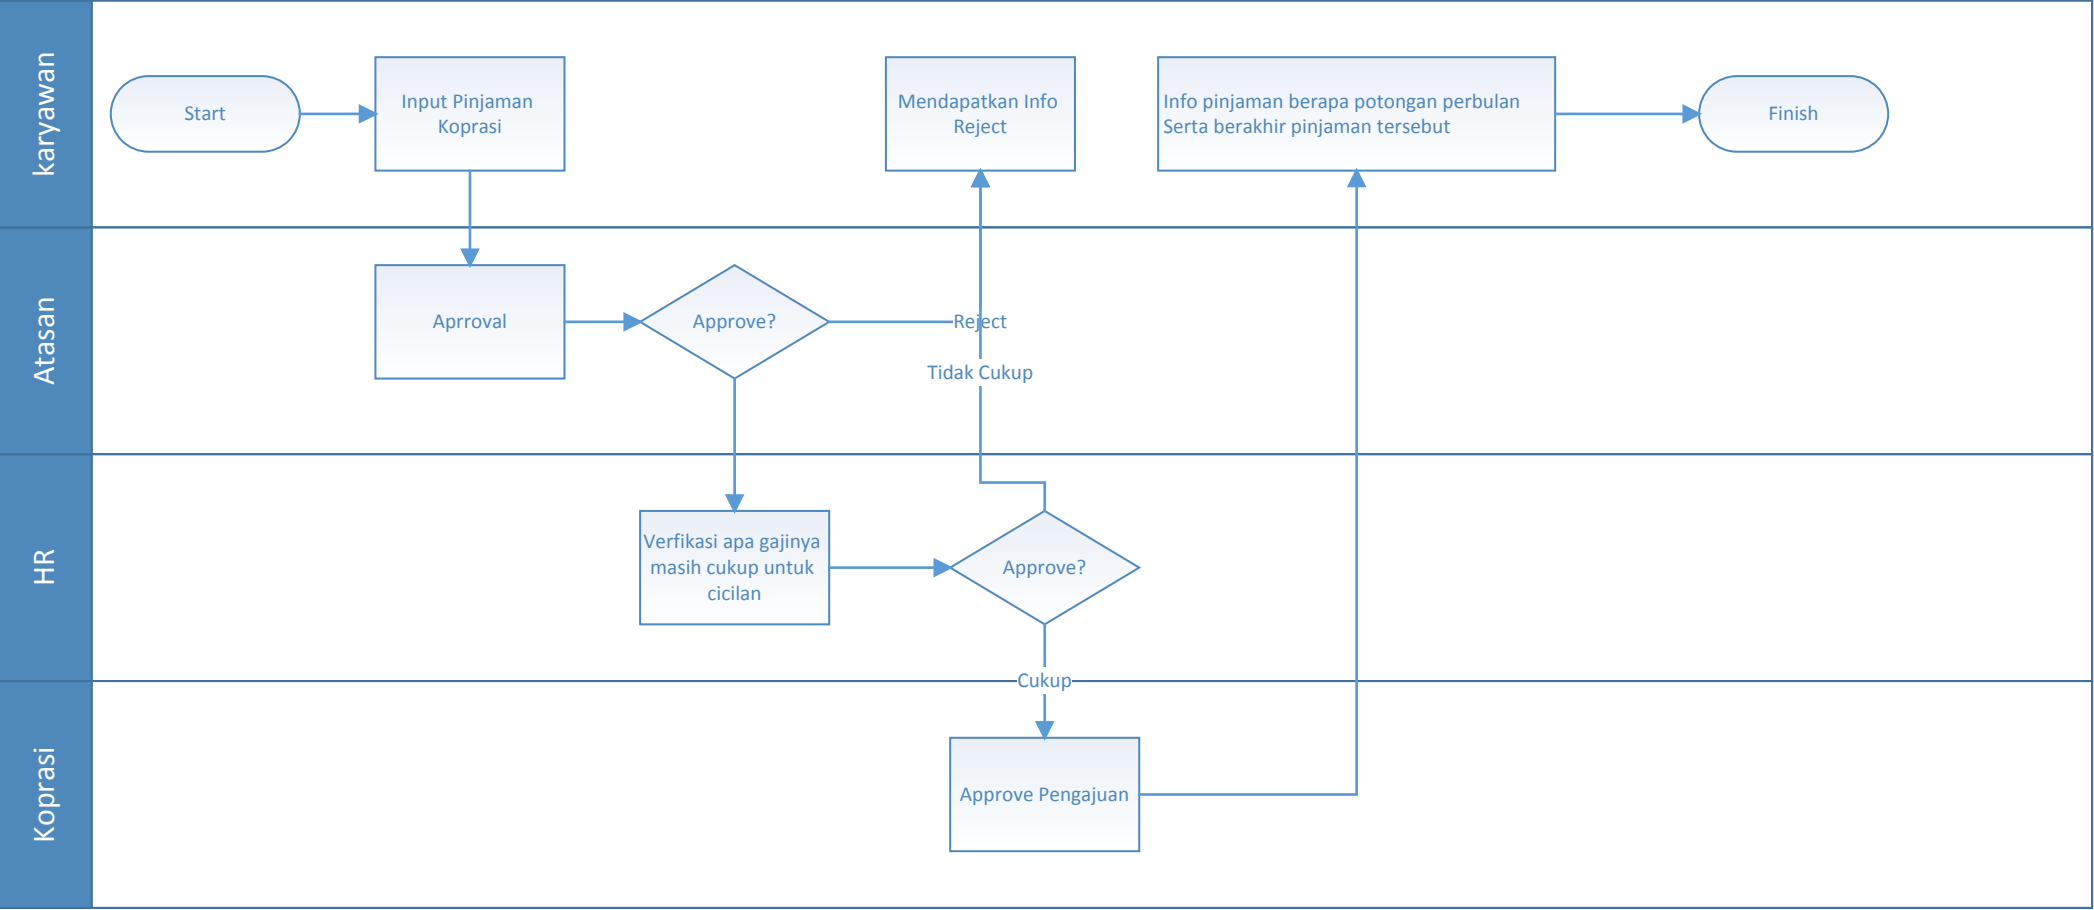 karyawan
Start
Input Pinjaman
Koprasi
Mendapatkan Info
Reject
Info pinjaman berapa potongan perbulan
Serta berakhir pinjaman tersebut
Finish
Atasan
Aprroval
Approve?
Reject
Tidak Cukup
HR
Verfikasi apa gajinya
masih cukup untuk
cicilan
Approve?
Cukup
Koprasi
Approve Pengajuan